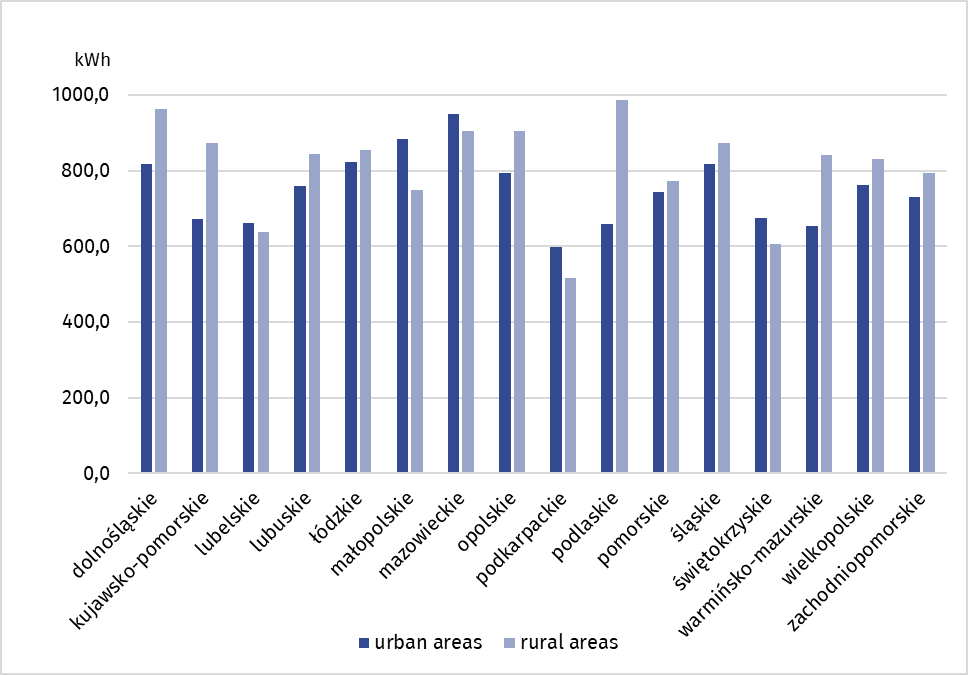 kWh
1000,0
800,0
600,0
400,0
200,0
0,0
dolnośląskie
kujawsko-pomorskie
lubelskie
lubuskie
łódzkie
małopolskie
mazowieckie
opolskie
podkarpackie
podlaskie
pomorskie
śląskie
świętokrzyskie
warmińsko-mazurskie
wielkopolskie
zachodniopomorskie
urban areas rural areas